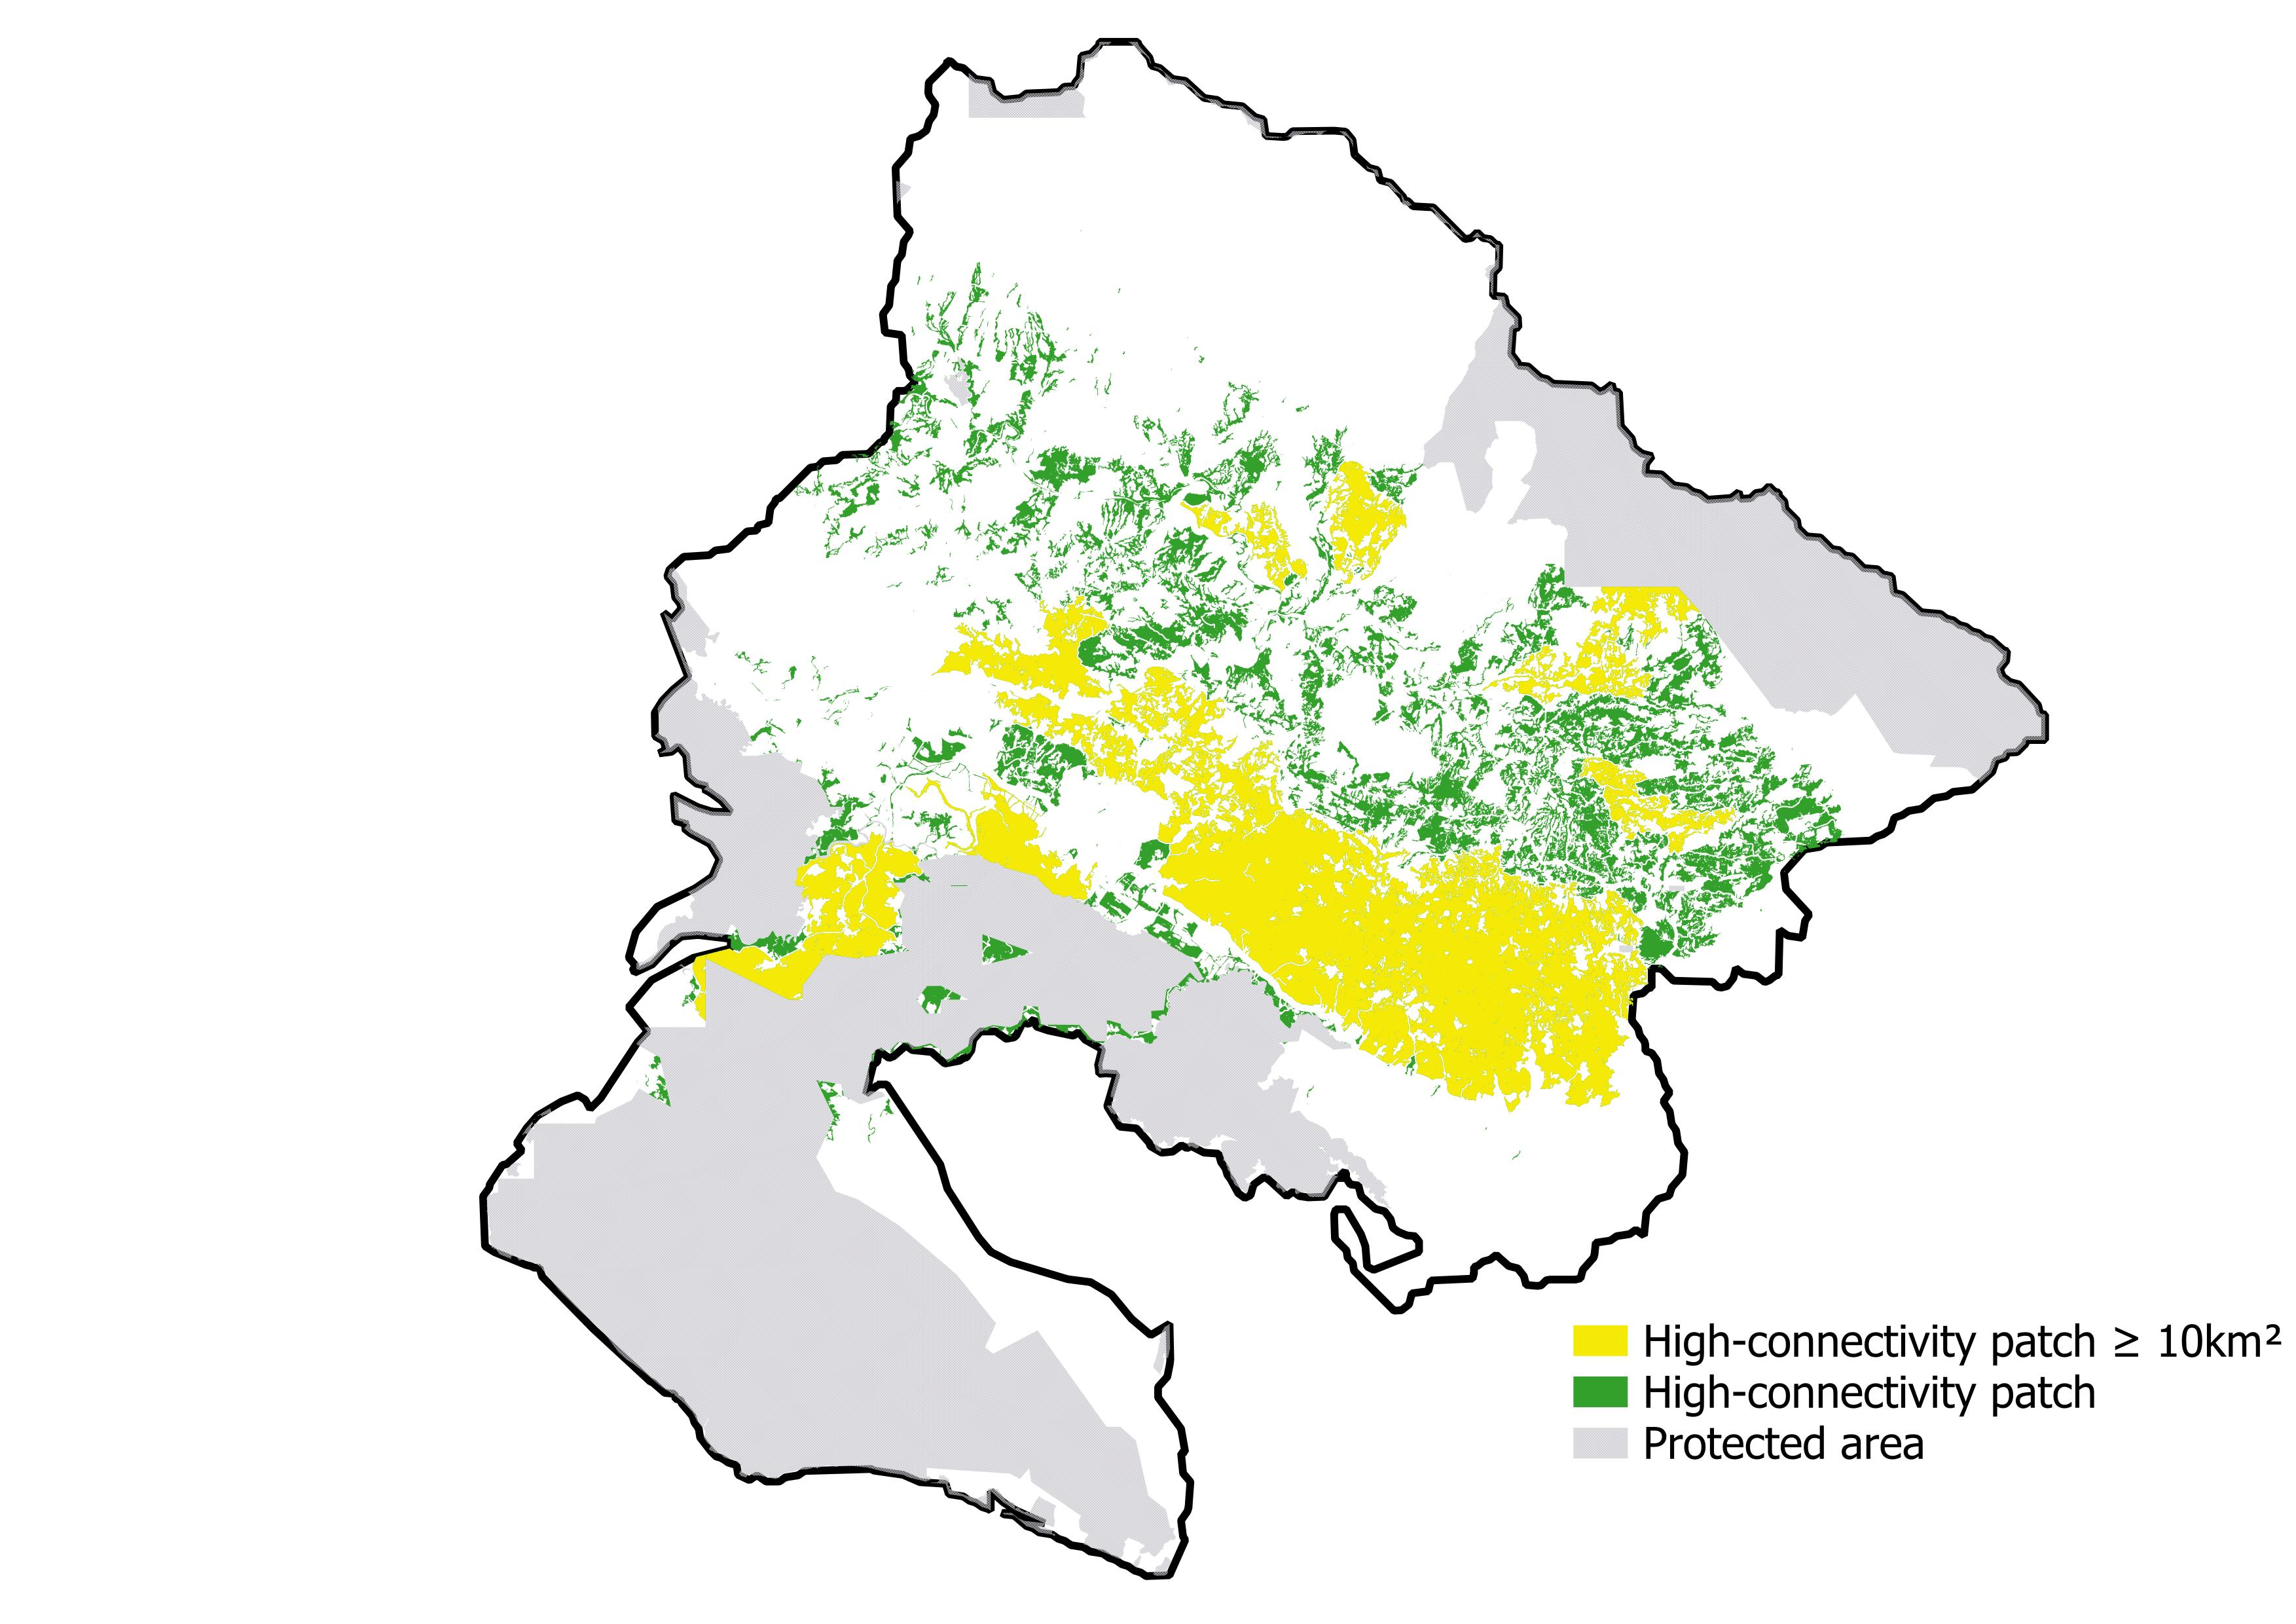 High-connectivity patch ≥ 10km²
High-connectivity patch
Protected area